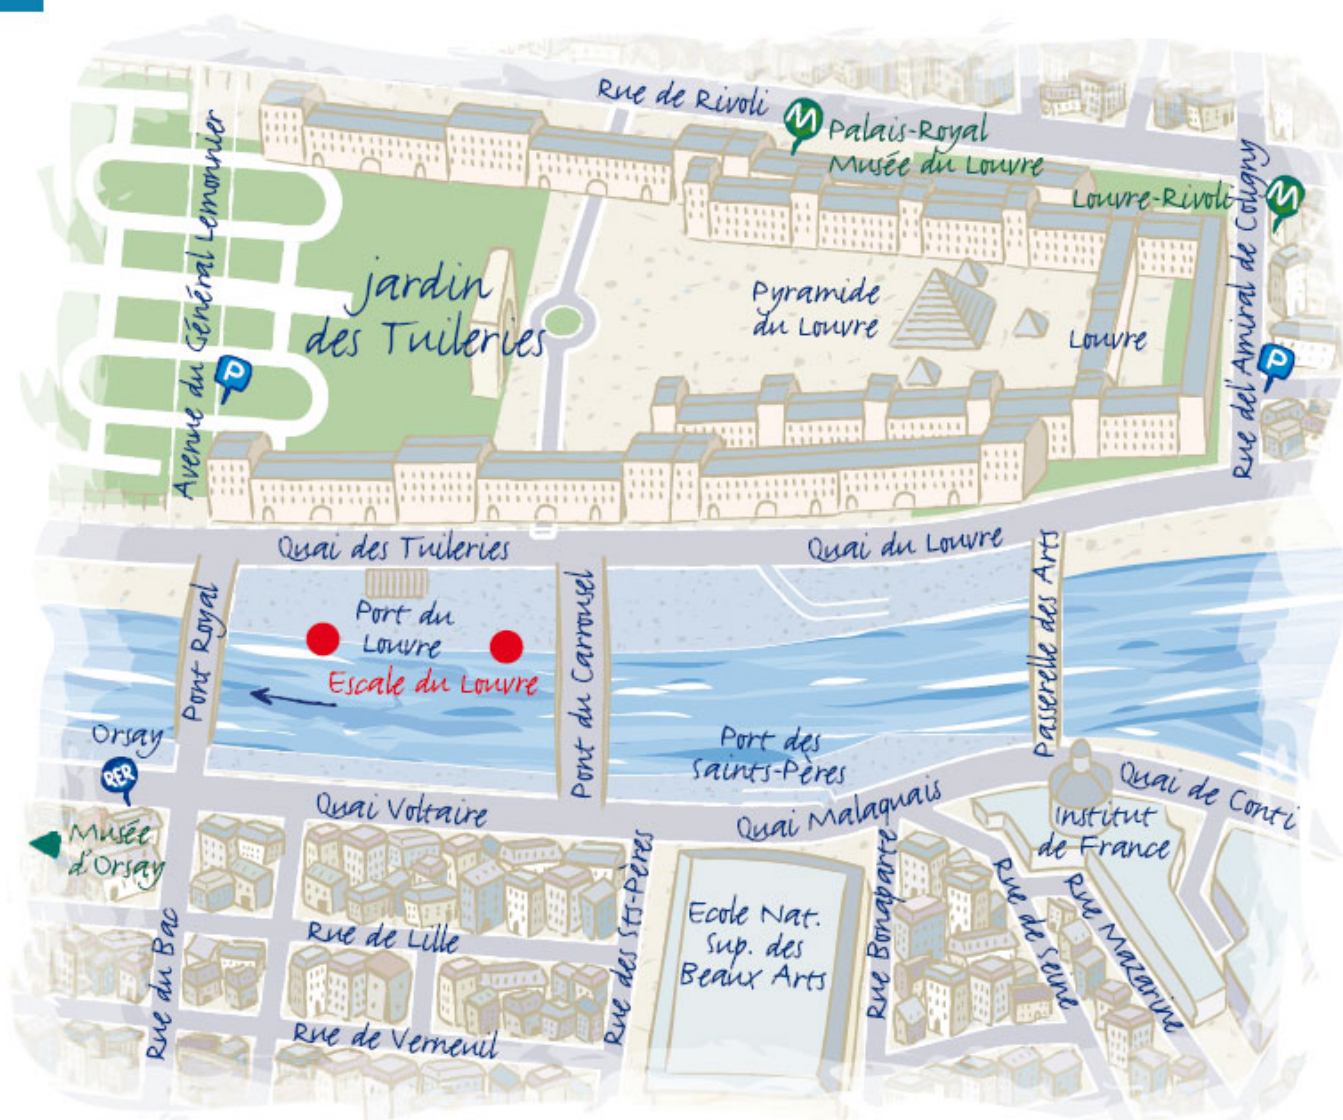 Rue de Rivoli
M
Palais-Royal
Musée du Louvre
Louvre-Rivoli
M
Avenue du Général Lemonnier
P
jardin
des Tuileries
Pyramide
du Louvre
Louvre
Rue del'Amiral de Coligny
P
Quai des Tuileries
Quai du Louvre
Pont Royal
Port du
Louvre
Escale du Louvre
Pont du Carrousel
Passerelle des Arts
Orsay
RER
Musée
d'Orsay
Port des
Saints-Pères
Quai Voltaire
Quai Malaquais
Quai de Conti
Institut
de France
Rue du Bac
Rue de Lille
Rue de Verneuil
Rue des Sts-Pères
Ecole Nat.
Sup. des
Beaux Arts
Rue Bonaparte
Rue de Seine
Rue Mazarine